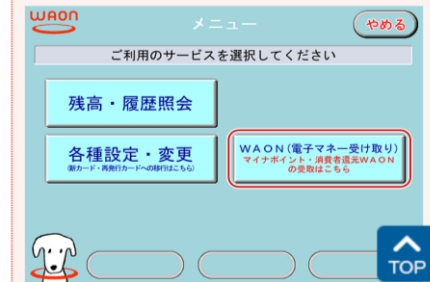 WAON
メニュー
やめる
ご利用のサービスを選択してください
残高・履歴照会
各種設定・変更
(新カード・再発行カードへの移行はこちら)
WAON(電子マネー受け取り)
マイナポイント・消費者還元WAON
の受取はこちら
TOP